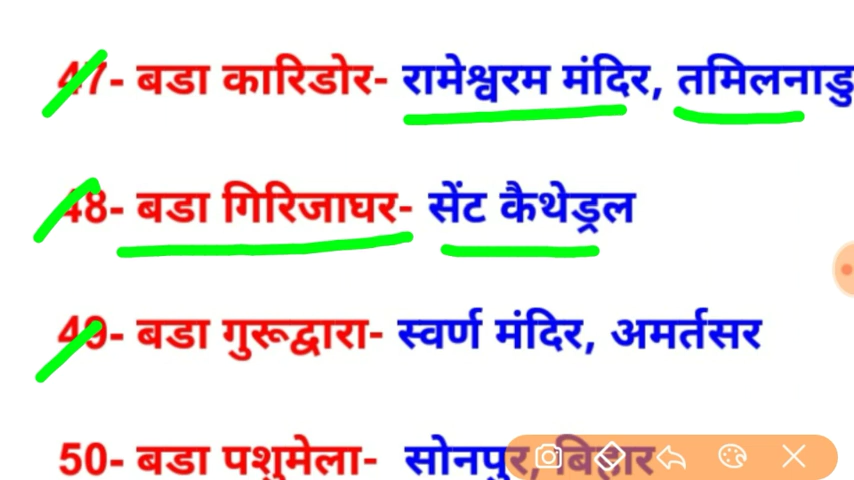 47- बडा कारिडोर- रामेश्वरम मंदिर, तमिलनाडु
48- बडा गिरिजाघर- सेंट कैथेड्रल
49- बडा गुरूद्वारा- स्वर्ण मंदिर, अमर्तसर
50- बडा पशुमेला- सोनपुर, बिहार